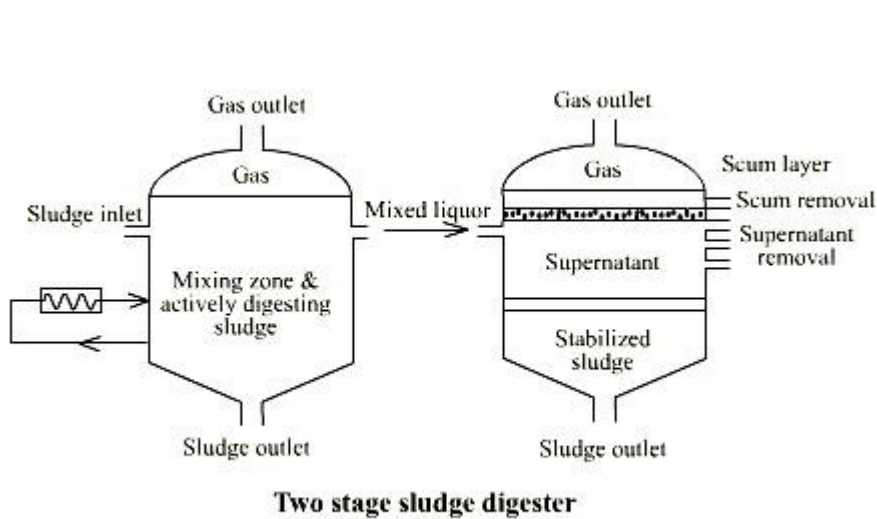 Gas outlet
Gas outlet
Gas
Gas
Scum layer
Sludge inlet
Mixed liquor
Scum removal
Supernatant
removal
Mixing zone &
actively digesting
sludge
Supernatant
Stabilized
sludge
Sludge outlet
Sludge outlet
Two stage sludge digester